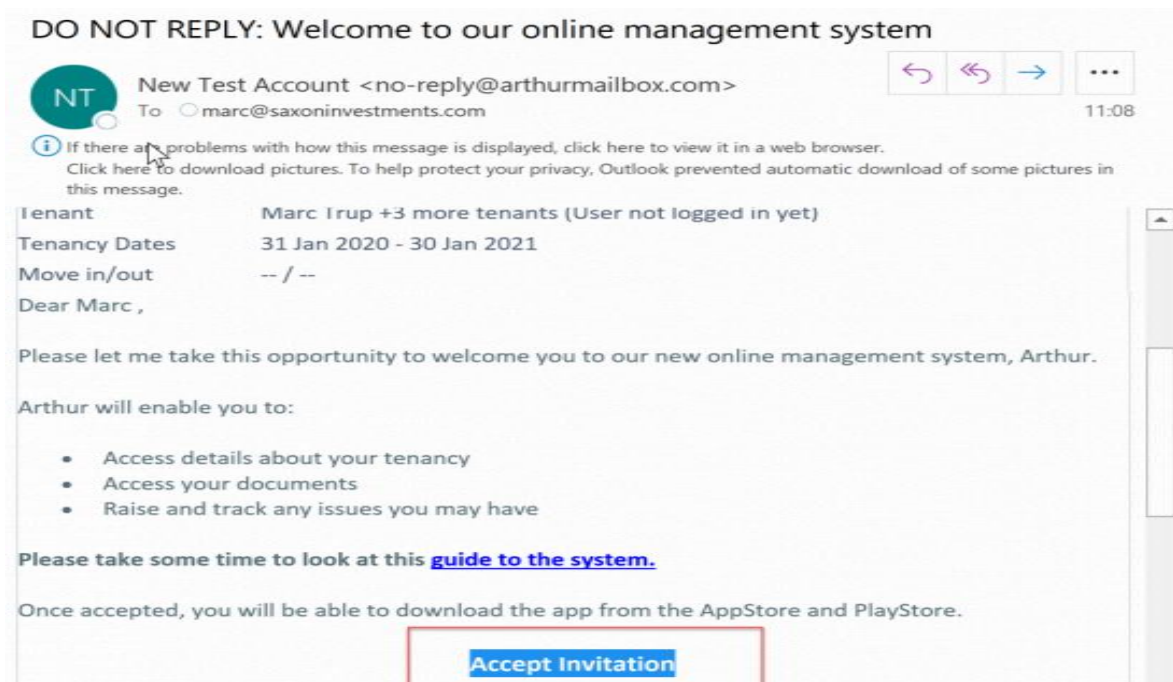 DO NOT REPLY: Welcome to our online management system
NT
New Test Account <no-reply@arthurmailbox.com>
To marc@saxoninvestments.com
11:08
If there are problems with how this message is displayed, click here to view it in a web browser.
Click here to download pictures. To help protect your privacy, Outlook prevented automatic download of some pictures in
this message.
Tenant Marc Trup +3 more tenants (User not logged in yet)
Tenancy Dates 31 Jan 2020 - 30 Jan 2021
Move in/out -- / --
Dear Marc ,
Please let me take this opportunity to welcome you to our new online management system, Arthur.
Arthur will enable you to:
• Access details about your tenancy
• Access your documents
• Raise and track any issues you may have
Please take some time to look at this guide to the system.
Once accepted, you will be able to download the app from the AppStore and PlayStore.
Accept Invitation